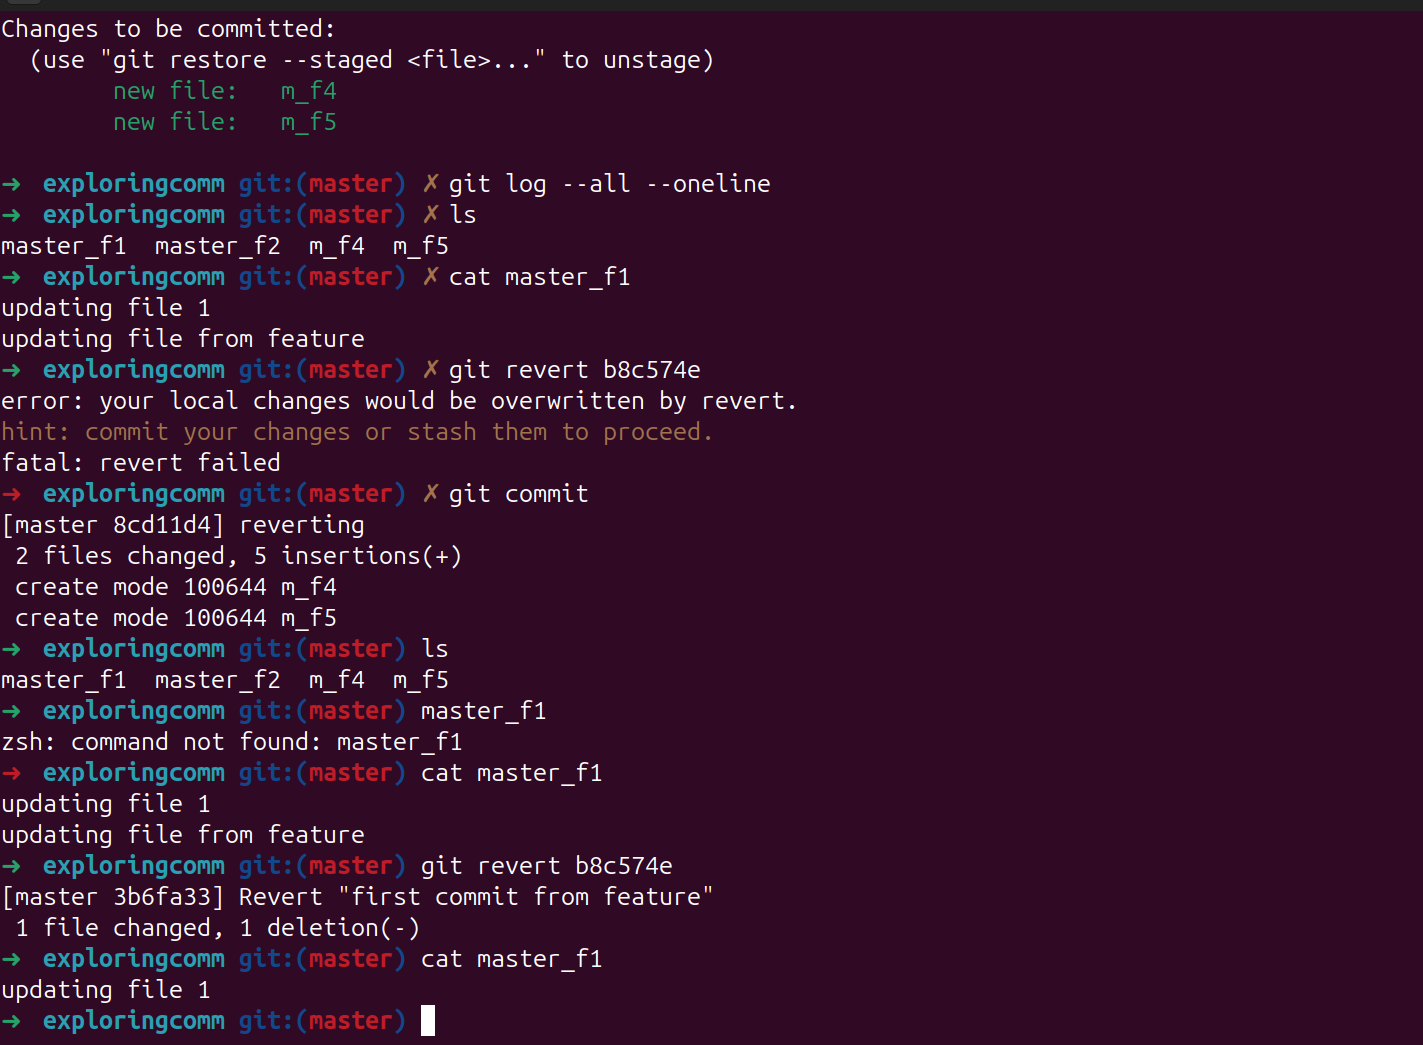 Changes to be committed:
  (use "git restore --staged <file>..." to unstage)
        new file:   m_f4
        new file:   m_f5

➜  exploringcomm git:(master) ✗ git log --all --oneline
➜  exploringcomm git:(master) ✗ ls
master_f1  master_f2  m_f4  m_f5
➜  exploringcomm git:(master) ✗ cat master_f1
updating file 1
updating file from feature
➜  exploringcomm git:(master) ✗ git revert b8c574e
error: your local changes would be overwritten by revert.
hint: commit your changes or stash them to proceed.
fatal: revert failed
➜  exploringcomm git:(master) ✗ git commit
[master 8cd11d4] reverting
 2 files changed, 5 insertions(+)
 create mode 100644 m_f4
 create mode 100644 m_f5
➜  exploringcomm git:(master) ls
master_f1  master_f2  m_f4  m_f5
➜  exploringcomm git:(master) master_f1
zsh: command not found: master_f1
➜  exploringcomm git:(master) cat master_f1
updating file 1
updating file from feature
➜  exploringcomm git:(master) git revert b8c574e
[master 3b6fa33] Revert "first commit from feature"
 1 file changed, 1 deletion(-)
➜  exploringcomm git:(master) cat master_f1
updating file 1
➜  exploringcomm git:(master)